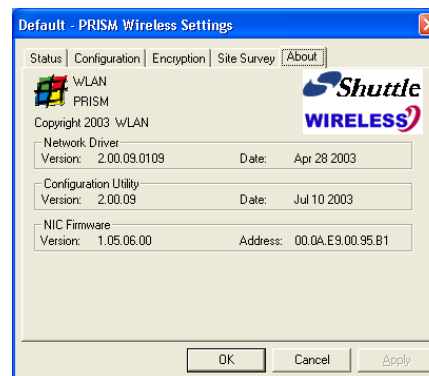 Default - PRISM Wireless Settings
Status Configuration Encryption Site Survey About
WLAN
PRISM
Shuttle
WIRELESS
Copyright 2003 WLAN
Network Driver
Version: 2.00.09.0109 Date: Apr 28 2003
Configuration Utility
Version: 2.00.09 Date: Jul 10 2003
NIC Firmware
Version: 1.05.06.00 Address: 00.0A.E9.00.95.B1
OK Cancel Apply